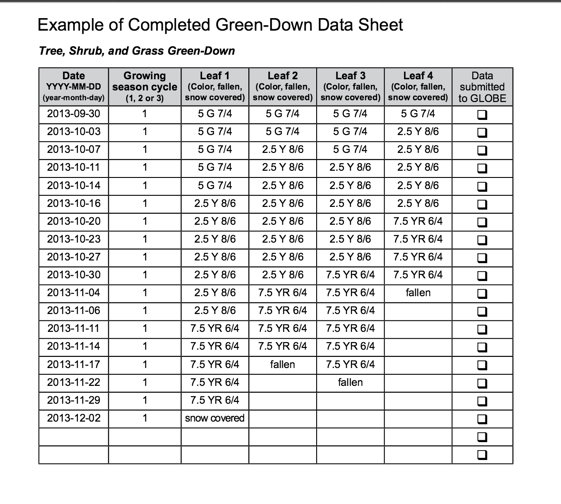 Example of Completed Green-Down Data Sheet
Tree, Shrub, and Grass Green-Down
Date Growing Leaf 1 Leaf 2 Leaf 3 Leaf 4 Data
YYYY-MM-DD season cycle (Color, fallen, (Color, fallen, (Color, fallen, (Color, fallen, submitted
(year-month-day) (1, 2 or 3) snow covered) snow covered) snow covered) snow covered) to GLOBE
2013-09-30 1 5 G 7/4 5 G 7/4 5 G 7/4 5 G 7/4
2013-10-03 1 5 G 7/4 5 G 7/4 5 G 7/4 2.5 Y 8/6
2013-10-07 1 5 G 7/4 2.5 Y 8/6 5 G 7/4 2.5 Y 8/6
2013-10-11 1 5 G 7/4 2.5 Y 8/6 2.5 Y 8/6 2.5 Y 8/6
2013-10-14 1 5 G 7/4 2.5 Y 8/6 2.5 Y 8/6 2.5 Y 8/6
2013-10-16 1 2.5 Y 8/6 2.5 Y 8/6 2.5 Y 8/6 2.5 Y 8/6
2013-10-20 1 2.5 Y 8/6 2.5 Y 8/6 2.5 Y 8/6 7.5 YR 6/4
2013-10-23 1 2.5 Y 8/6 2.5 Y 8/6 2.5 Y 8/6 7.5 YR 6/4
2013-10-27 1 2.5 Y 8/6 2.5 Y 8/6 2.5 Y 8/6 7.5 YR 6/4
2013-10-30 1 2.5 Y 8/6 2.5 Y 8/6 7.5 YR 6/4 7.5 YR 6/4
2013-11-04 1 2.5 Y 8/6 7.5 YR 6/4 7.5 YR 6/4 fallen
2013-11-06 1 2.5 Y 8/6 7.5 YR 6/4 7.5 YR 6/4
2013-11-11 1 7.5 YR 6/4 7.5 YR 6/4 7.5 YR 6/4
2013-11-14 1 7.5 YR 6/4 7.5 YR 6/4 7.5 YR 6/4
2013-11-17 1 7.5 YR 6/4 fallen 7.5 YR 6/4
2013-11-22 1 7.5 YR 6/4 fallen
2013-11-29 1 7.5 YR 6/4
2013-12-02 1 snow covered